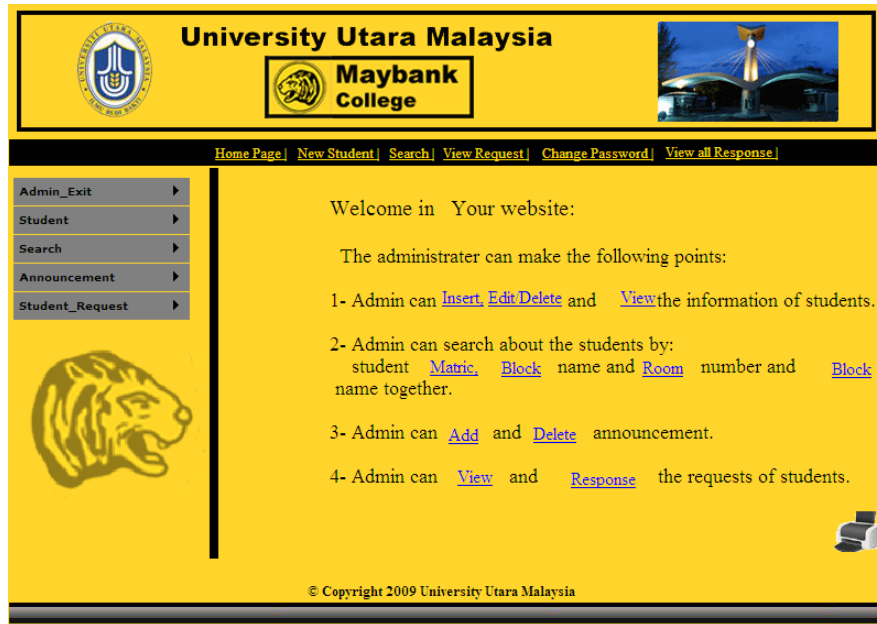 University Utara Malaysia
Maybank
College
Home Page | New Student | Search | View Request | Change Password | View all Response |
Admin_Exit
Student
Search
Announcement
Student_Request
Welcome in Your website:
The administrater can make the following points:
1- Admin can Insert, Edit/Delete and View the information of students.
2- Admin can search about the students by:
student Matric, Block name and Room number and Block
name together.
3- Admin can Add and Delete announcement.
4- Admin can View and Response the requests of students.
© Copyright 2009 University Utara Malaysia